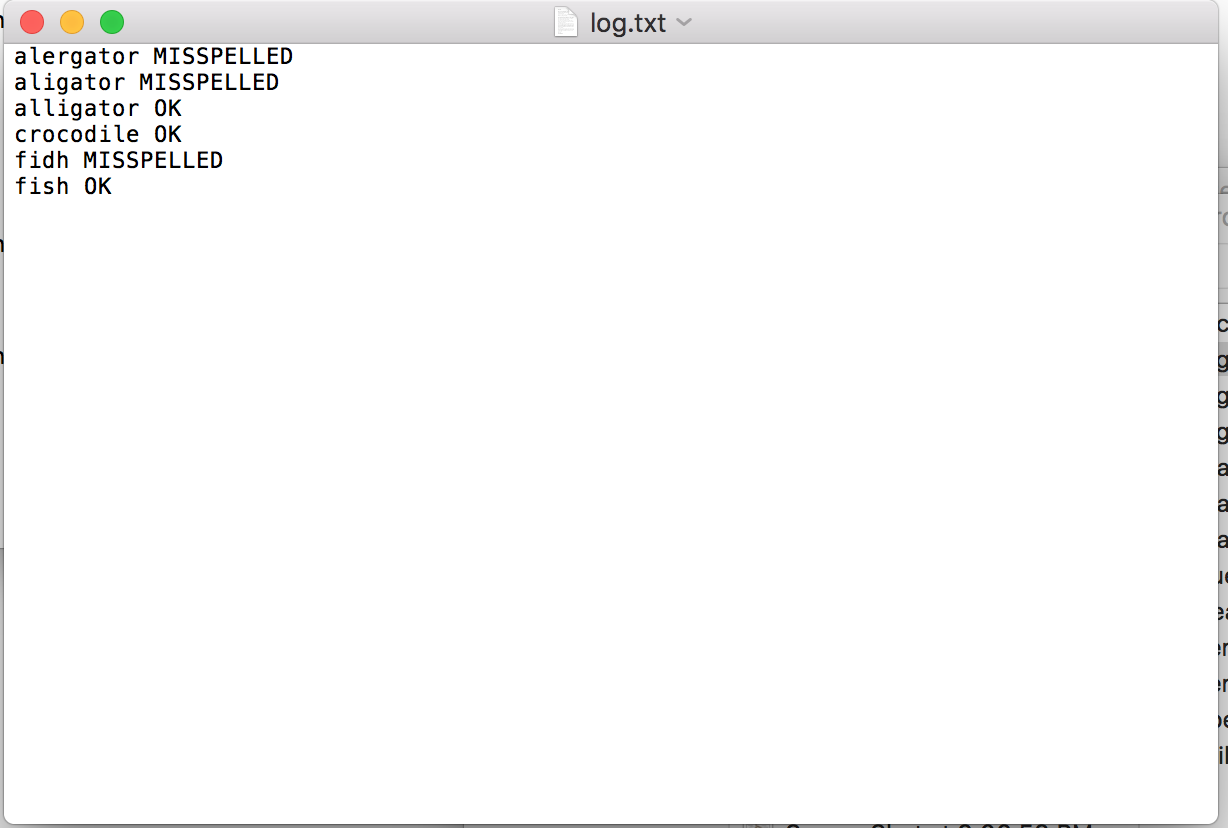 log.txt
alergator MISSPELLED
aligator MISSPELLED
alligator OK
crocodile OK
fidh MISSPELLED
fish OK